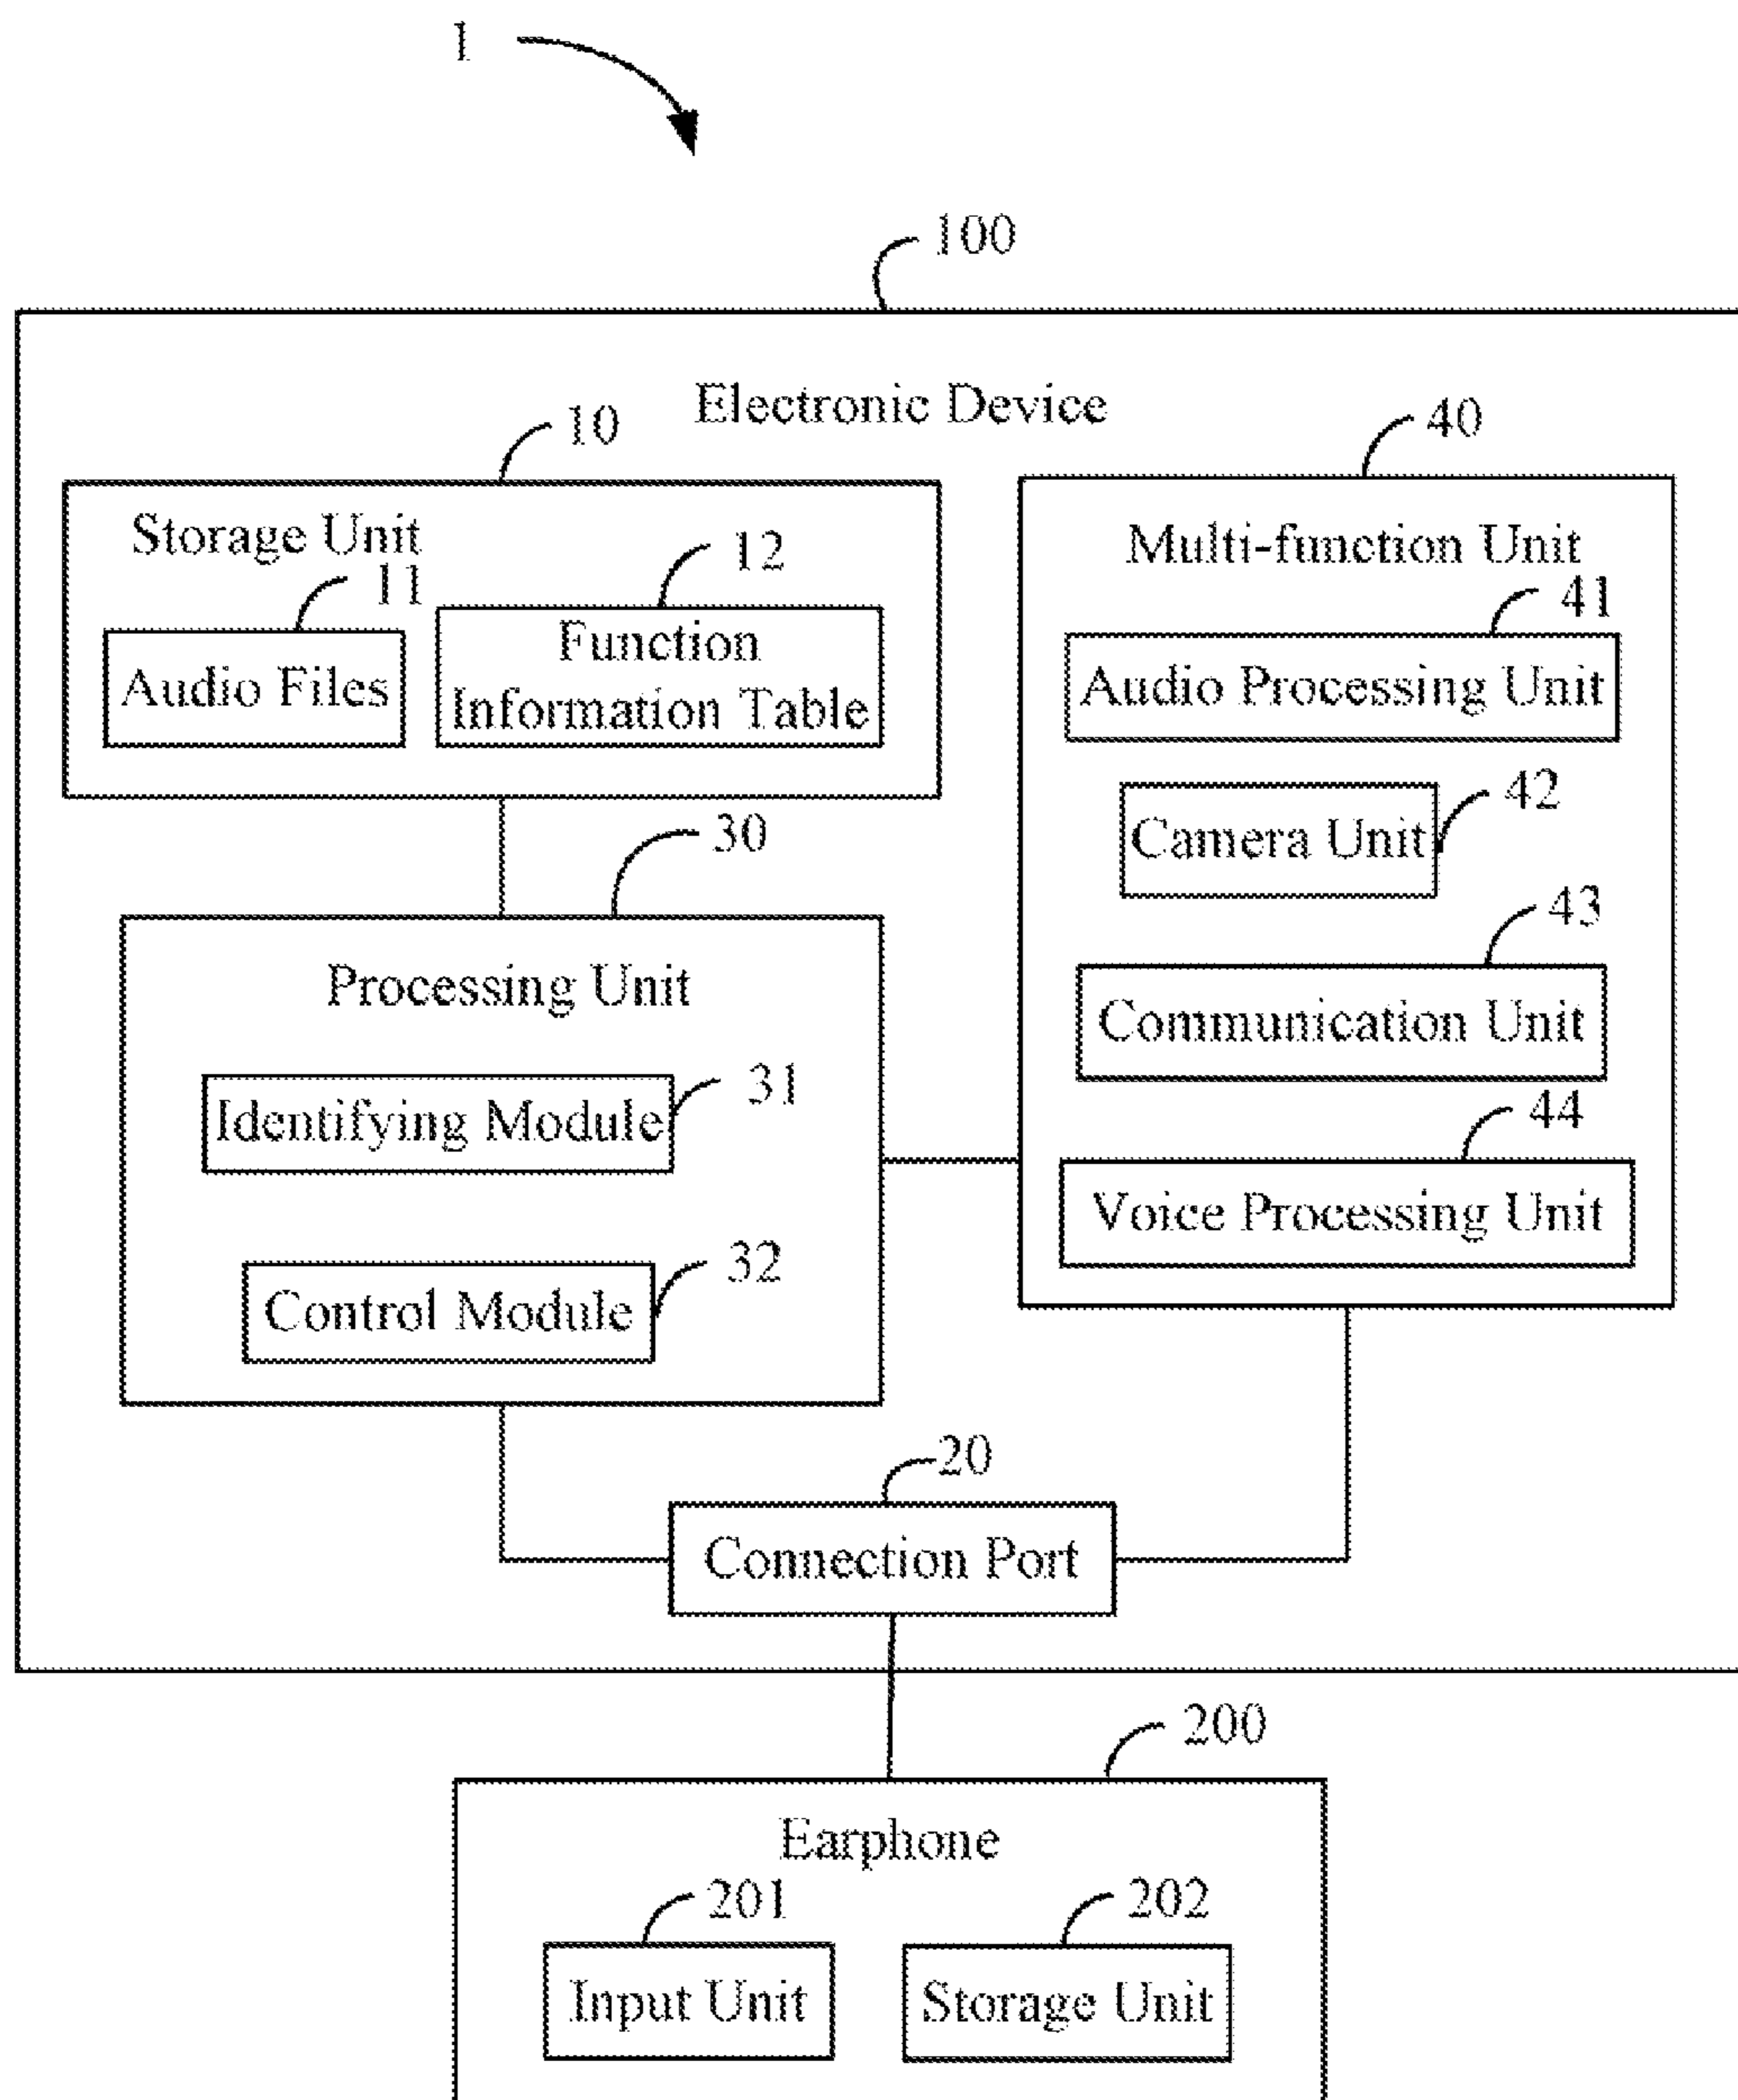 1
100
Electronic Device
10
40
Storage Unit
12
Multi-function Unit
11
41
Audio Files
Function
Information Table
Audio Processing Unit
42
Camera Unit
30
43
Processing Unit
Communication Unit
31
Identifying Module
44
Voice Processing Unit
32
Control Module
20
Connection Port
200
Earphone
201
202
Input Unit
Storage Unit